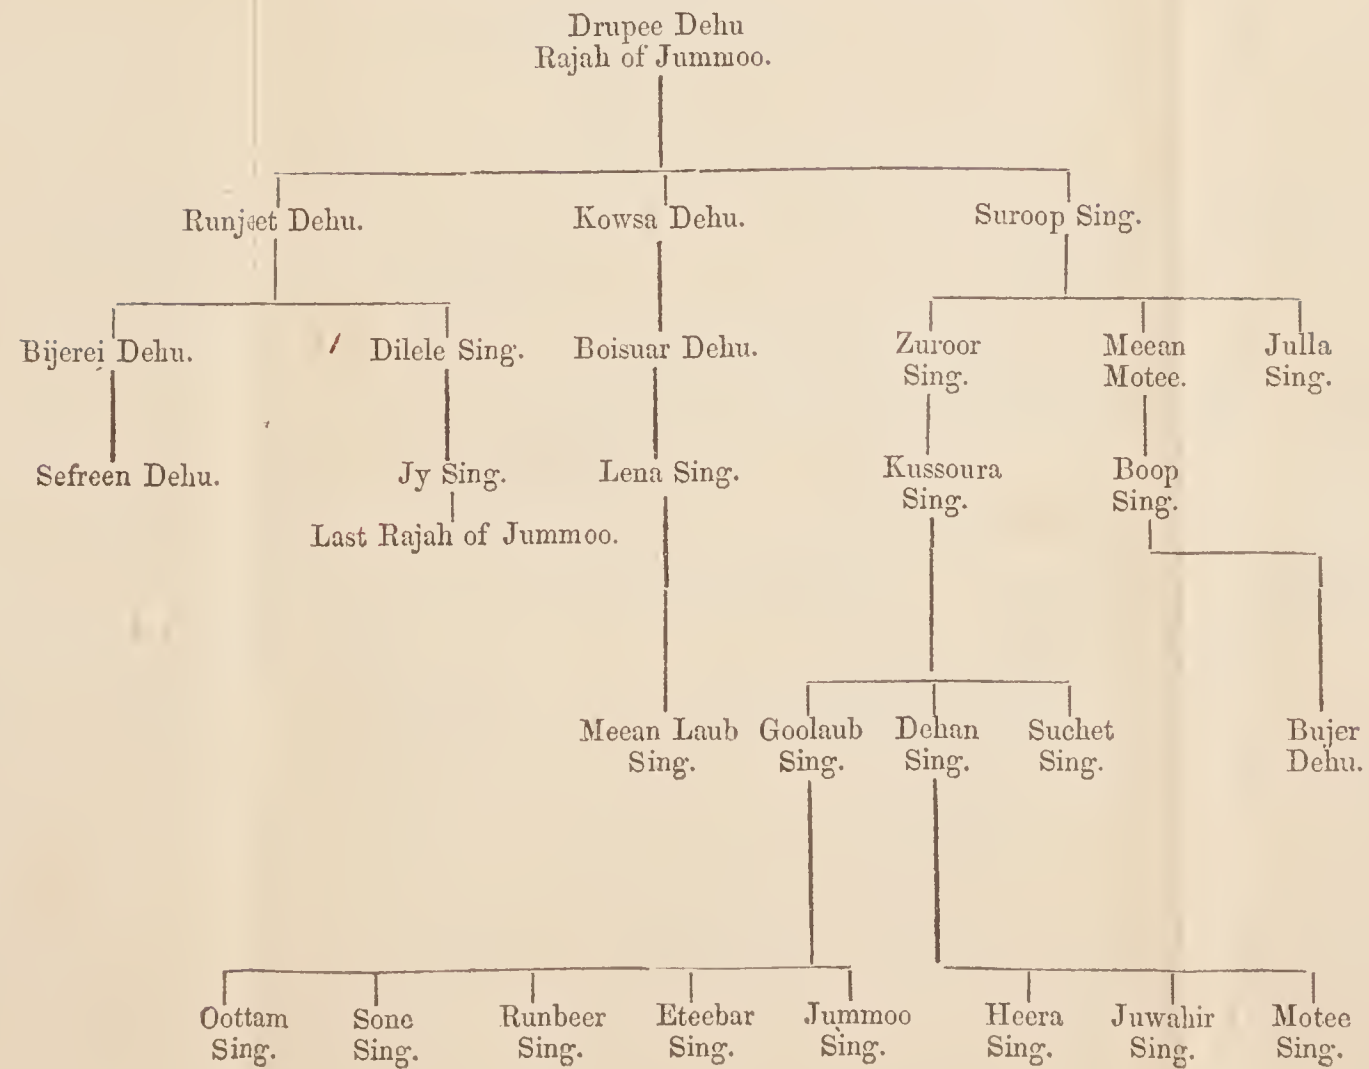 Drupee Dehu
Rajah of Jummoo.
Runjeet Dehu.
Kowsa Dehu.
Suroop Sing.
Bijerei Dehu.
Dilele Sing.
Boisuar Dehu.
Zuroor
Sing.
Meean
Motee.
Julla
Sing.
Sefreen Dehu.
Jy Sing.
Last Rajah of Jummoo.
Lena Sing.
Kussoura
Sing.
Boop
Sing.
Meean Laub
Sing.
Goolaub
Sing.
Dehan
Sing.
Suchet
Sing.
Bujer
Dehu.
Oottam
Sing.
Sone
Sing.
Runbeer
Sing.
Eteebar
Sing.
Jummoo
Sing.
Heera
Sing.
Juwahir
Sing.
Motee
Sing.